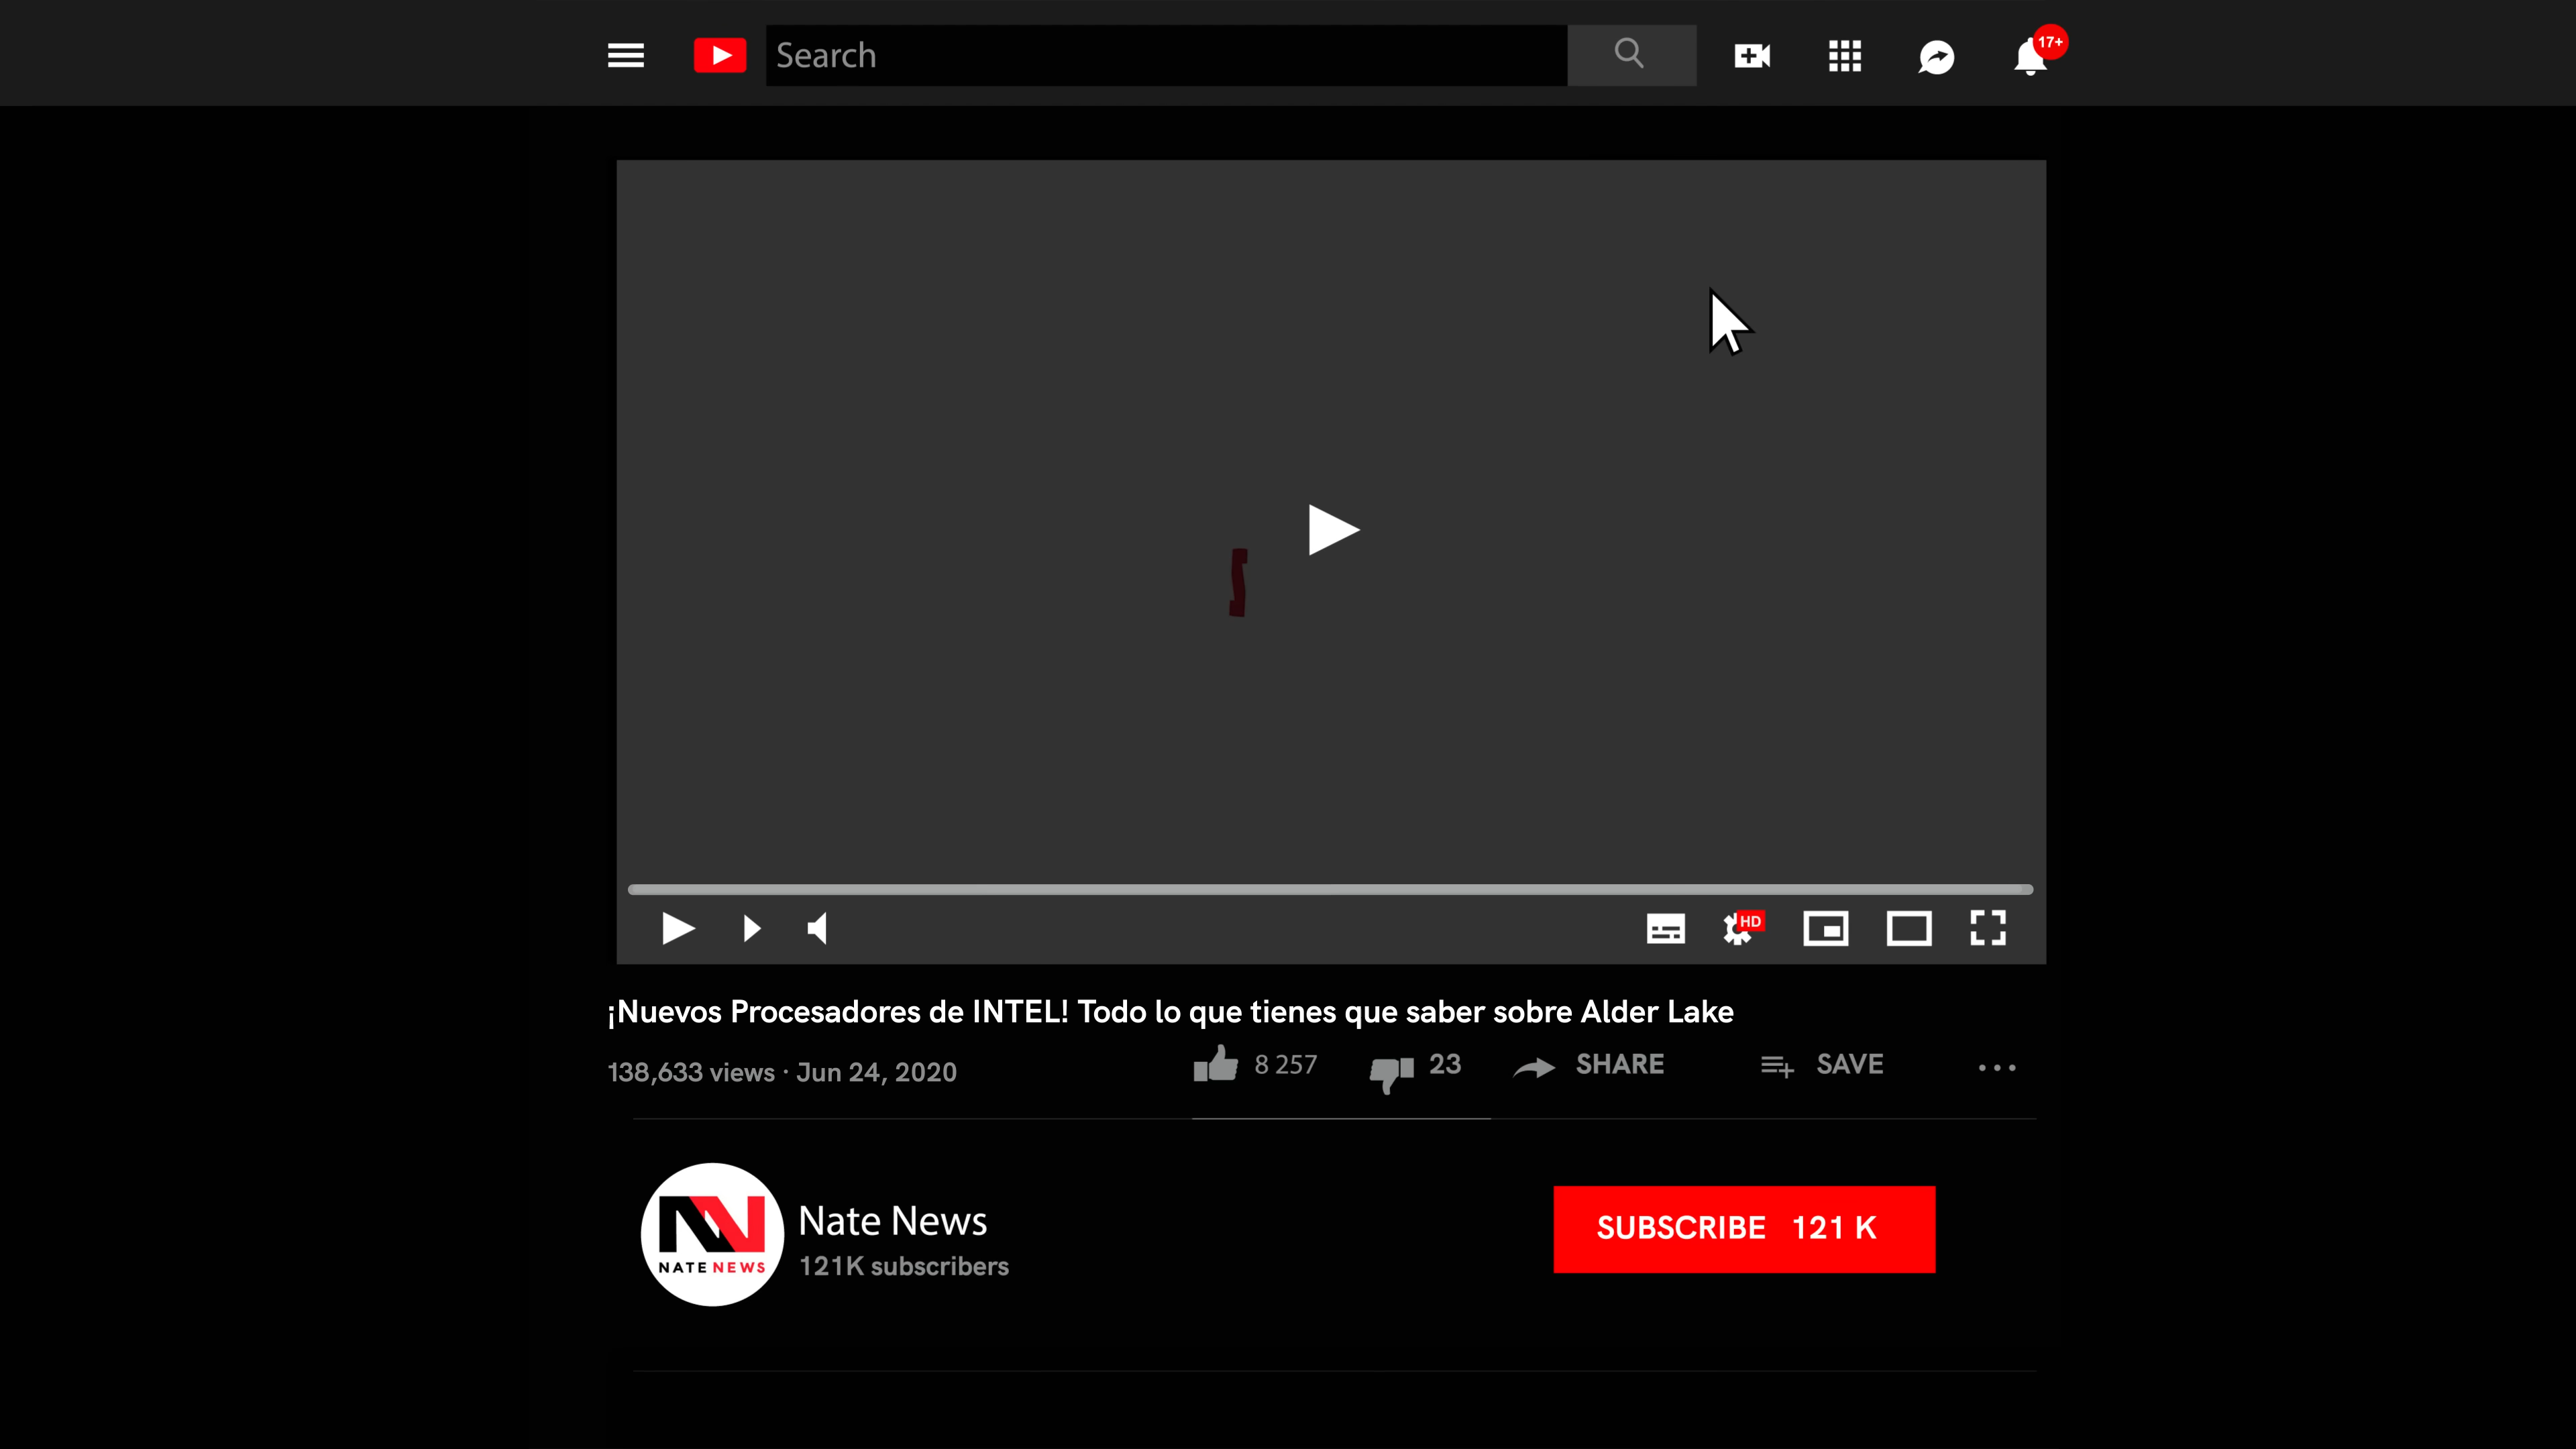 Search
17+
HD
¡Nuevos Procesadores de INTEL! Todo lo que tienes que saber sobre Alder Lake
138,633 views · Jun 24, 2020
8 257
23
SHARE
SAVE
Nate News
121K subscribers
NATE NEWS
SUBSCRIBE 121 K